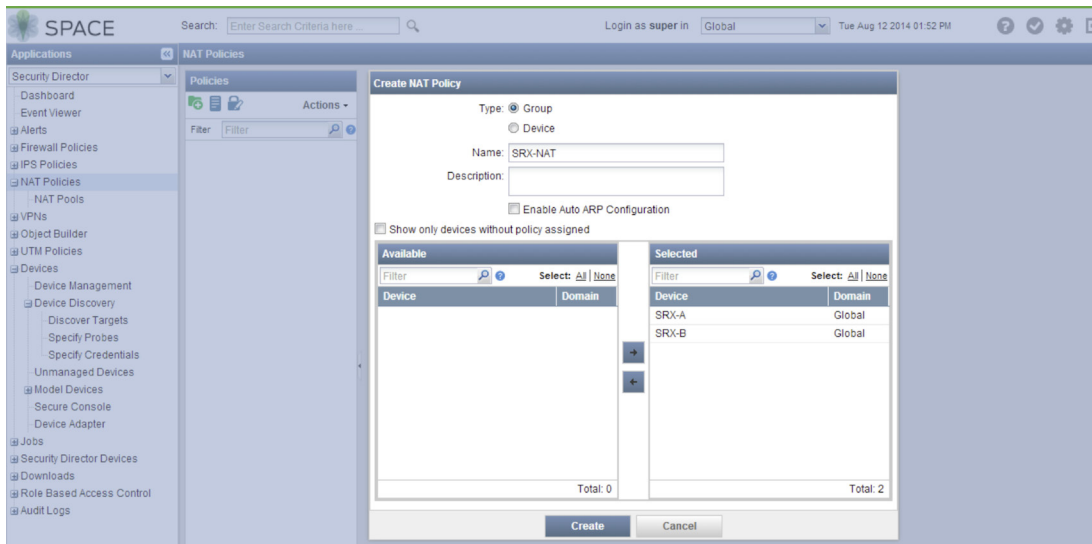 SPACE
Search: Enter Search Criteria here ...
Login as super in Global
Tue Aug 12 2014 01:52 PM
Applications
NAT Policies
Security Director
Dashboard
Event Viewer
Alerts
Firewall Policies
IPS Policies
NAT Policies
NAT Pools
VPNs
Object Builder
UTM Policies
Devices
Device Management
Device Discovery
Discover Targets
Specify Probes
Specify Credentials
Unmanaged Devices
Model Devices
Secure Console
Device Adapter
Jobs
Security Director Devices
Downloads
Role Based Access Control
Audit Logs
Policies
Actions
Filter Filter
Create NAT Policy
Type: Group
Device
Name: SRX-NAT
Description:
Enable Auto ARP Configuration
Show only devices without policy assigned
Available
Filter Select: All | None
Device Domain
Total: 0
Selected
Filter Select: All | None
Device Domain
SRX-A Global
SRX-B Global
Total: 2
Create Cancel